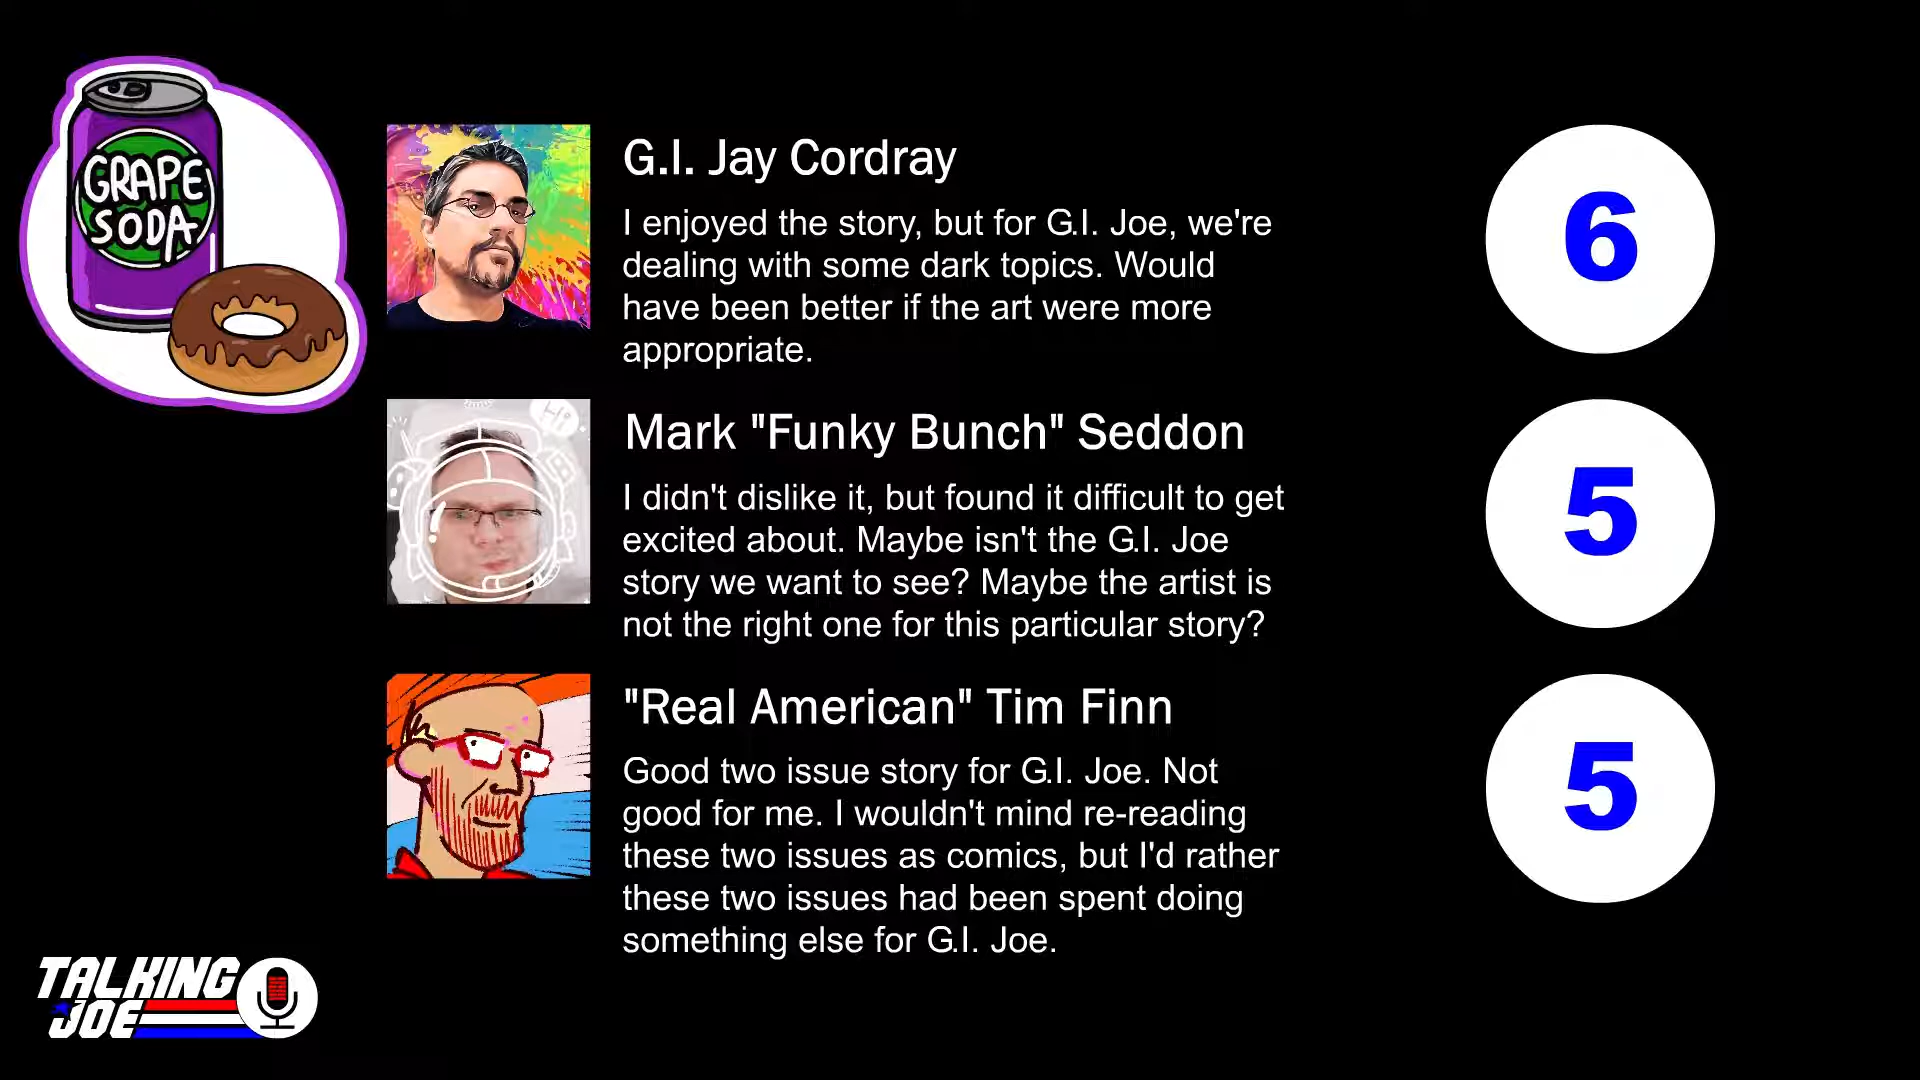 GRAPE
SODA
G.I. Jay Cordray
I enjoyed the story, but for G.I. Joe, we're
dealing with some dark topics. Would
have been better if the art were more
appropriate.
6
Hi
Mark "Funky Bunch" Seddon
I didn't dislike it, but found it difficult to get
excited about. Maybe isn't the G.I. Joe
story we want to see? Maybe the artist is
not the right one for this particular story?
5
"Real American" Tim Finn
Good two issue story for G.I. Joe. Not
good for me. I wouldn't mind re-reading
these two issues as comics, but I'd rather
these two issues had been spent doing
something else for G.I. Joe.
5
TALKING
JOE